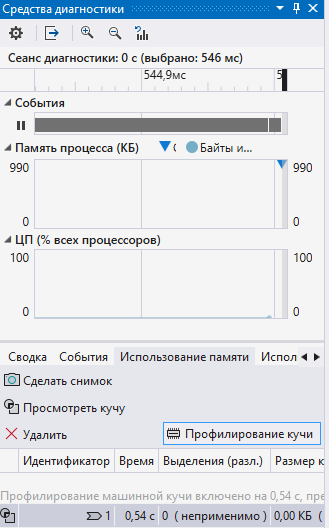 Средства диагностики
Сеанс диагностики: 0 с (выбрано: 546 мс)
544,9мс
События
Память процесса (КБ) Байты и...
990 990
0 0
ЦП (% всех процессоров)
100 100
0 0
Сводка События Использование памяти Испол
Сделать снимок
Просмотреть кучу
Удалить Профилирование кучи
Идентификатор Время Выделения (разл.) Размер к
Профилирование машинной кучи включено на 0,54 с, пре
1 0,54 с 0 ( неприменимо ) 0,00 КБ (